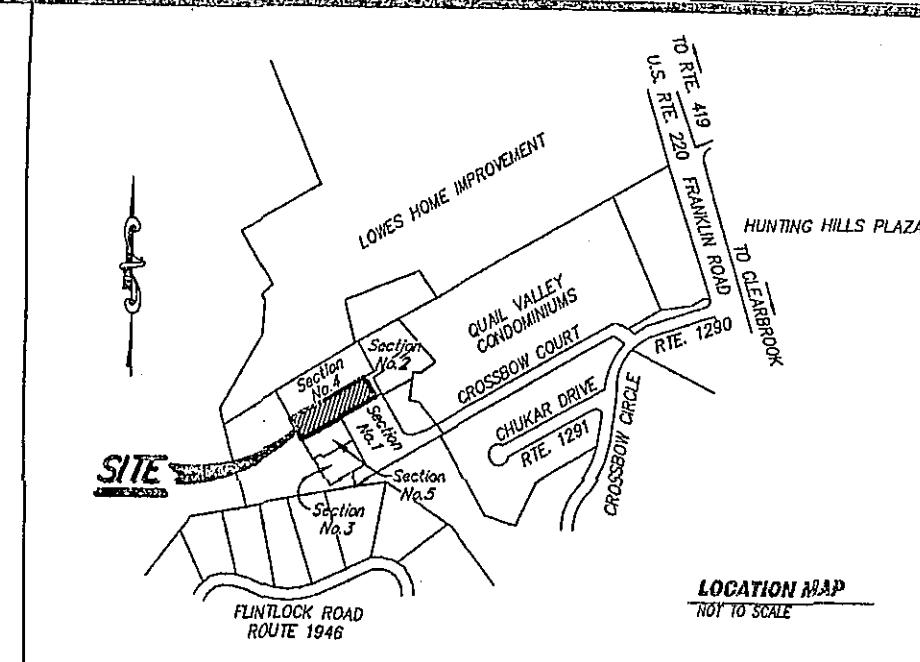 TO RTE. 419
U.S. RTE. 220
FRANKLIN ROAD
TO CLEARBROOK
LOWES HOME IMPROVEMENT
HUNTING HILLS PLAZA
QUAIL VALLEY
CONDOMINIUMS
CROSSBOW COURT
RTE. 1290
Section
No.2
Section
No.4
Section
No.1
CHUKAR DRIVE
RTE. 1291
CROSSBOW CIRCLE
SITE
Section
No.5
Section
No.3
FLINTLOCK ROAD
ROUTE 1946
LOCATION MAP
NOT TO SCALE